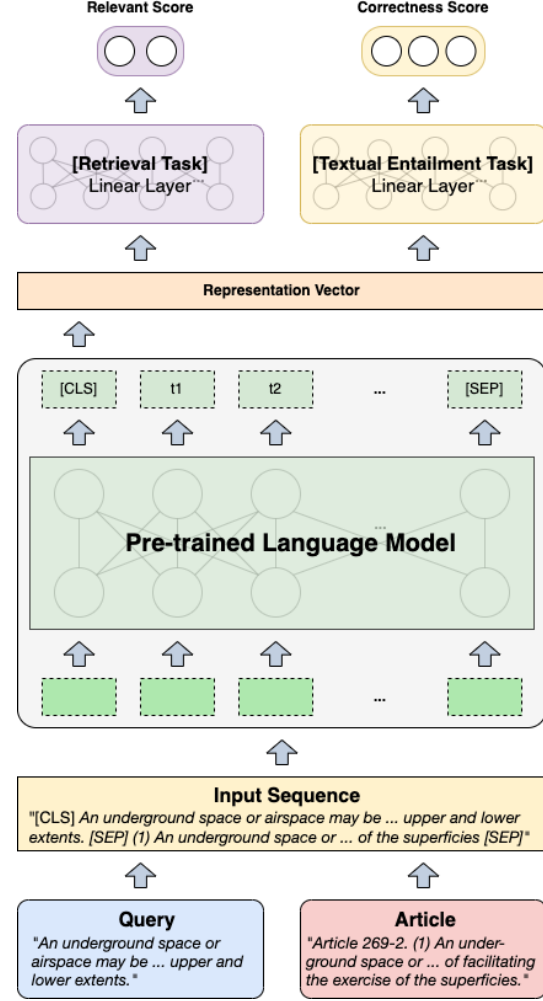 Relevant Score
Correctness Score
[Retrieval Task]
Linear Layer...
[Textual Entailment Task]
Linear Layer...
Representation Vector
[CLS]
t1
t2
...
[SEP]
...
Pre-trained Language Model
...
Input Sequence
"[CLS] An underground space or airspace may be ... upper and lower
extents. [SEP] (1) An underground space or ... of the superficies [SEP]"
Query
"An underground space or
airspace may be ... upper and
lower extents."
Article
"Article 269-2. (1) An under-
ground space or ... of facilitating
the exercise of the superficies."